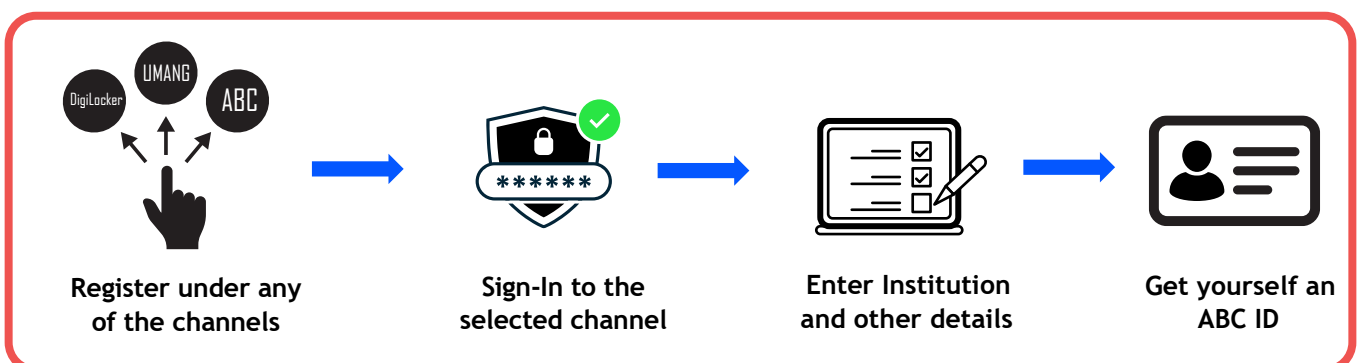 DigiLocker
UMANG
ABC
******
Register under any
of the channels
Sign-In to the
selected channel
Enter Institution
and other details
Get yourself an
ABC ID